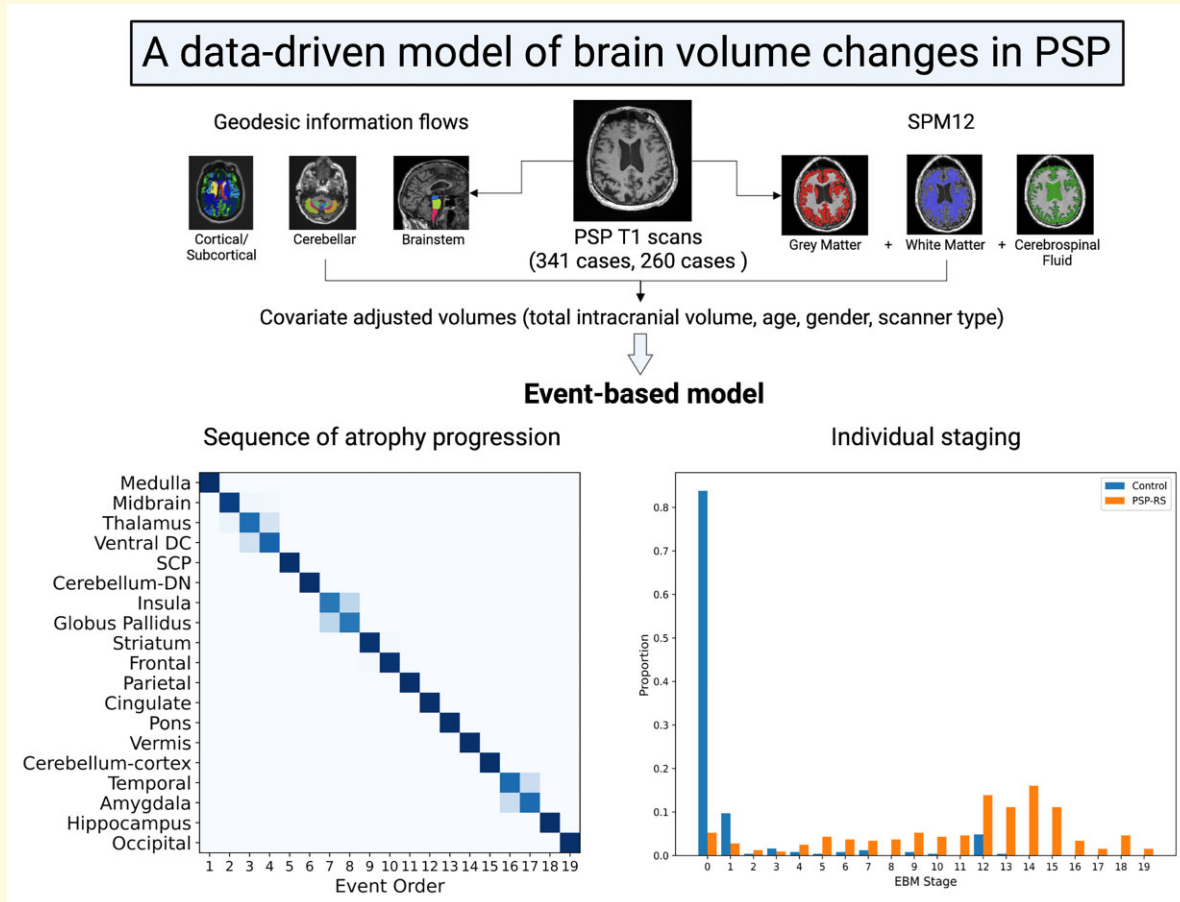 A data-driven model of brain volume changes in PSP
Geodesic information flows
SPM12
Cortical/
Subcortical
Cerebellar
Brainstem
PSP T1 scans
(341 cases, 260 cases )
Grey Matter + White Matter + Cerebrospinal
Fluid
Covariate adjusted volumes (total intracranial volume, age, gender, scanner type)
Event-based model
Sequence of atrophy progression
Medulla
Midbrain
Thalamus
Ventral DC
SCP
Cerebellum-DN
Insula
Globus Pallidus
Striatum
Frontal
Parietal
Cingulate
Pons
Vermis
Cerebellum-cortex
Temporal
Amygdala
Hippocampus
Occipital
1 2 3 4 5 6 7 8 9 10 11 12 13 14 15 16 17 18 19
Event Order
Individual staging
Control
PSP-RS
0.8
0.7
0.6
0.5
0.4
0.3
0.2
0.1
0.0
Proportion
0 1 2 3 4 5 6 7 8 9 10 11 12 13 14 15 16 17 18 19
EBM Stage